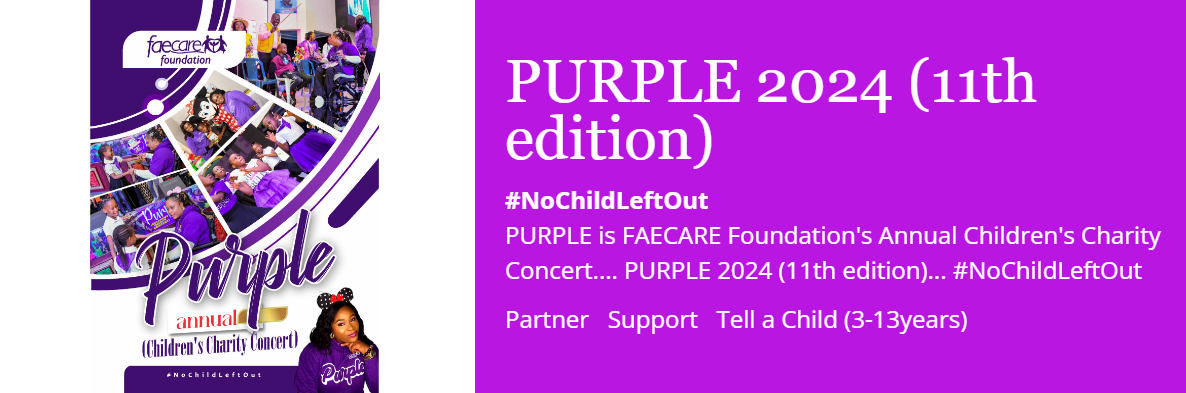 faecare
foundation
Purple
annual
(Children's Charity Concert)
#NoChildLeftOut
Purple
PURPLE 2024 (11th
edition)
#NoChildLeftOut
PURPLE is FAECARE Foundation's Annual Children's Charity
Concert.... PURPLE 2024 (11th edition)... #NoChildLeftOut
Partner Support Tell a Child (3-13years)